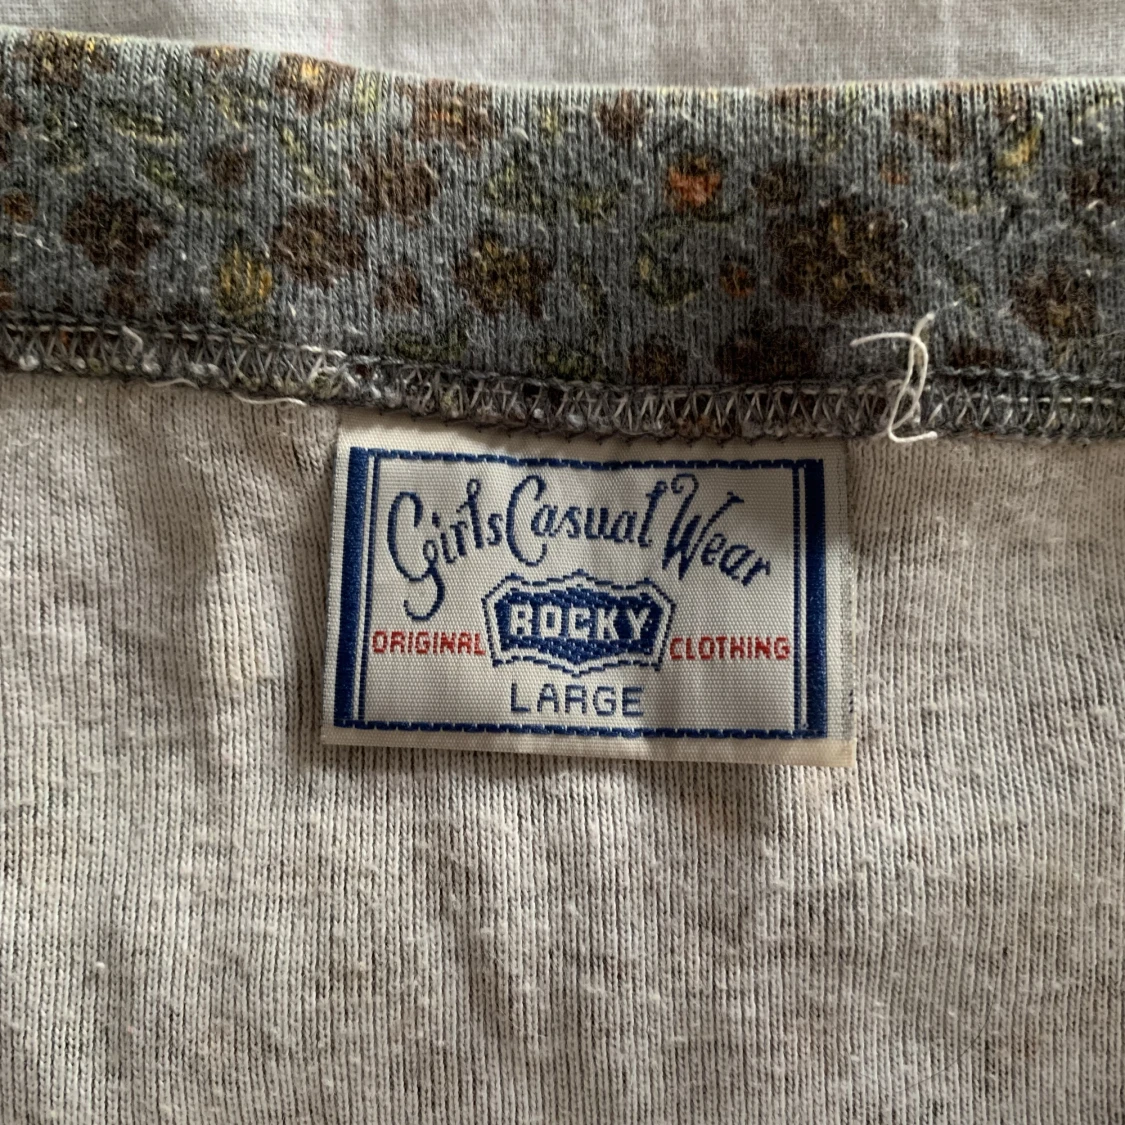 Girls Casual Wear
ROCKY
ORIGINAL CLOTHING
LARGE